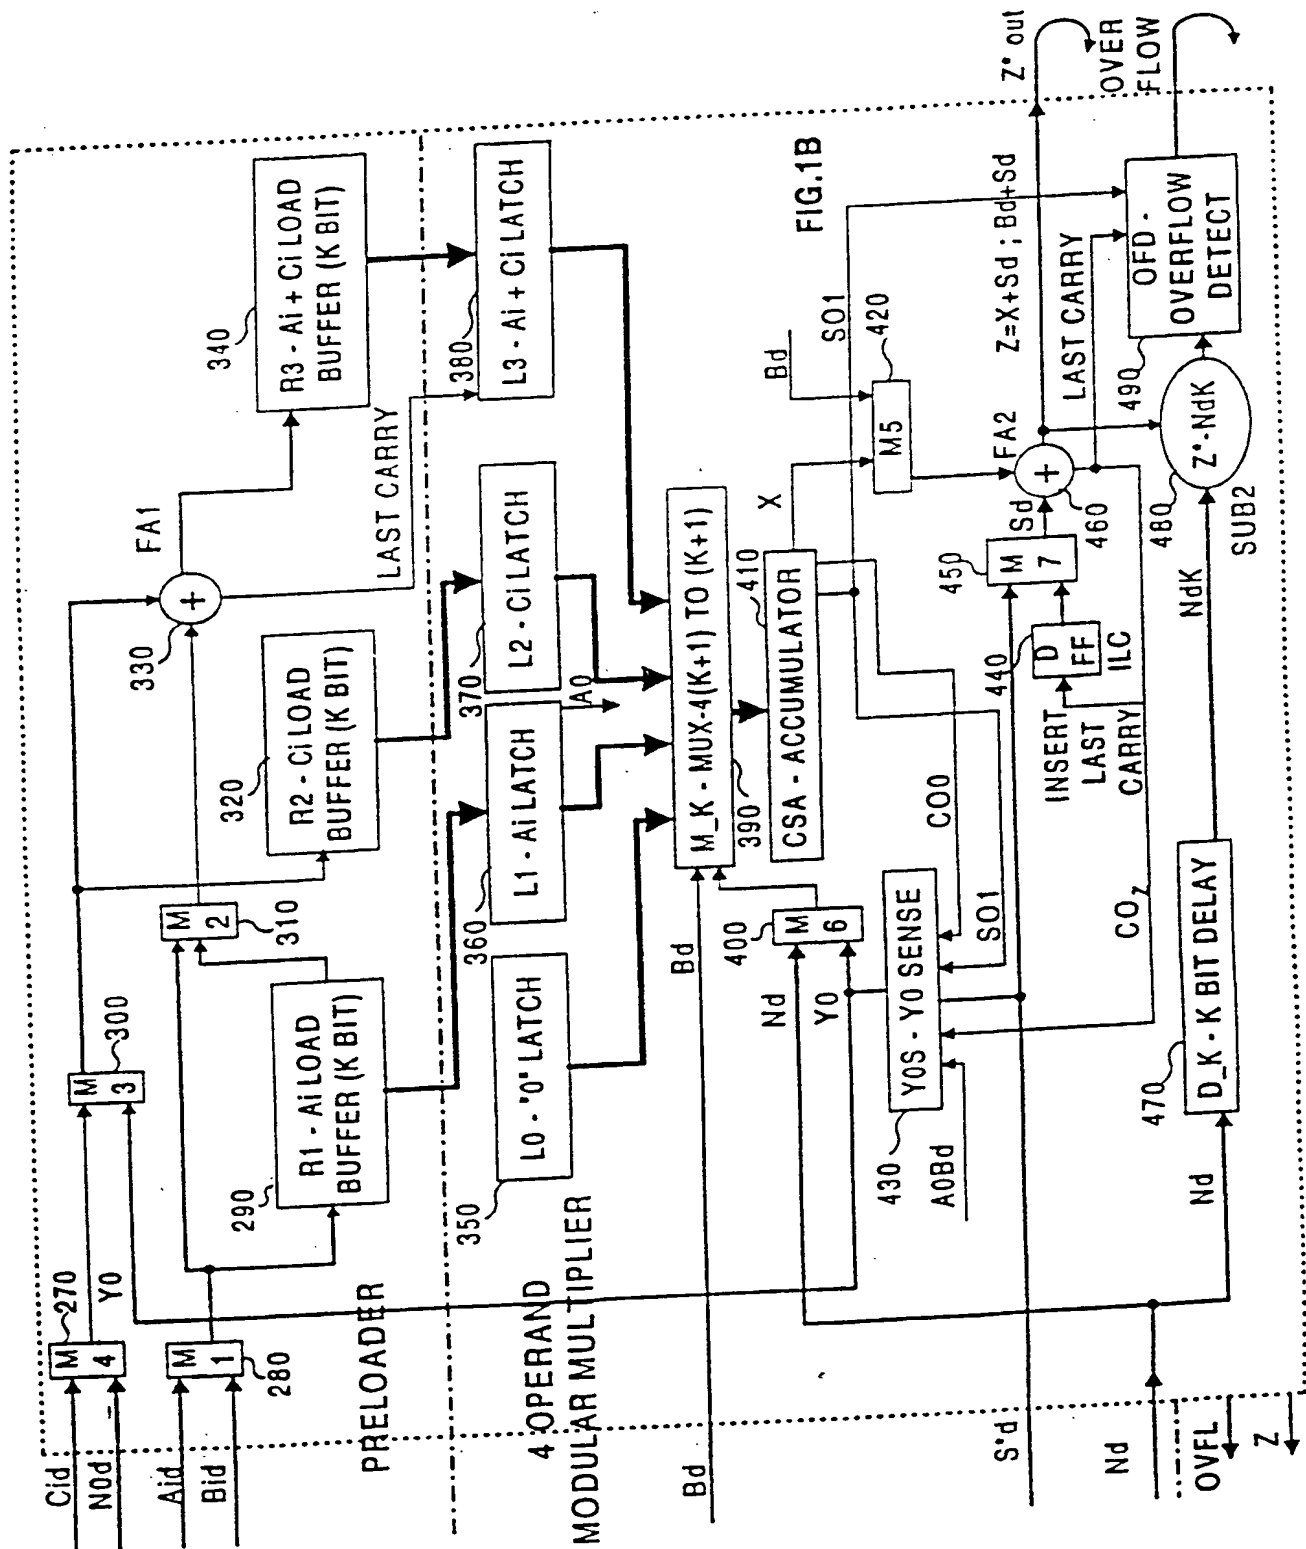 Cid
N0d
Aid
Bid
M
4
270
Y0
M
1
280
M
3
300
M
2
310
290
R1 - Ai LOAD
BUFFER (K BIT)
320
R2 - Ci LOAD
BUFFER (K BIT)
330
+
FA1
340
R3 - Ai + Ci LOAD
BUFFER (K BIT)
LAST CARRY
PRELOADER
4 OPERAND
MODULAR MULTIPLIER
350
L0 - "0" LATCH
360
L1 - Ai LATCH
A0
370
L2 - Ci LATCH
380
L3 - Ai + Ci LATCH
Bd
Bd
M_K - MUX-4(K+1) TO (K+1)
390
400
M
6
Nd
Y0
CSA - ACCUMULATOR
410
X
Bd
SO1
420
M5
FIG.1B
430
Y0S - Y0 SENSE
A0Bd
CO0
SO1
COz
440
D
FF
ILC
INSERT
LAST
CARRY
450
M
7
Sd
FA2
+
460
Z=X+Sd ; Bd+Sd
Z* out
LAST CARRY
OVER
FLOW
S*d
Nd
OVFL
Z
Nd
470
D_K - K BIT DELAY
NdK
480
Z*-NdK
SUB2
490
OFD -
OVERFLOW
DETECT